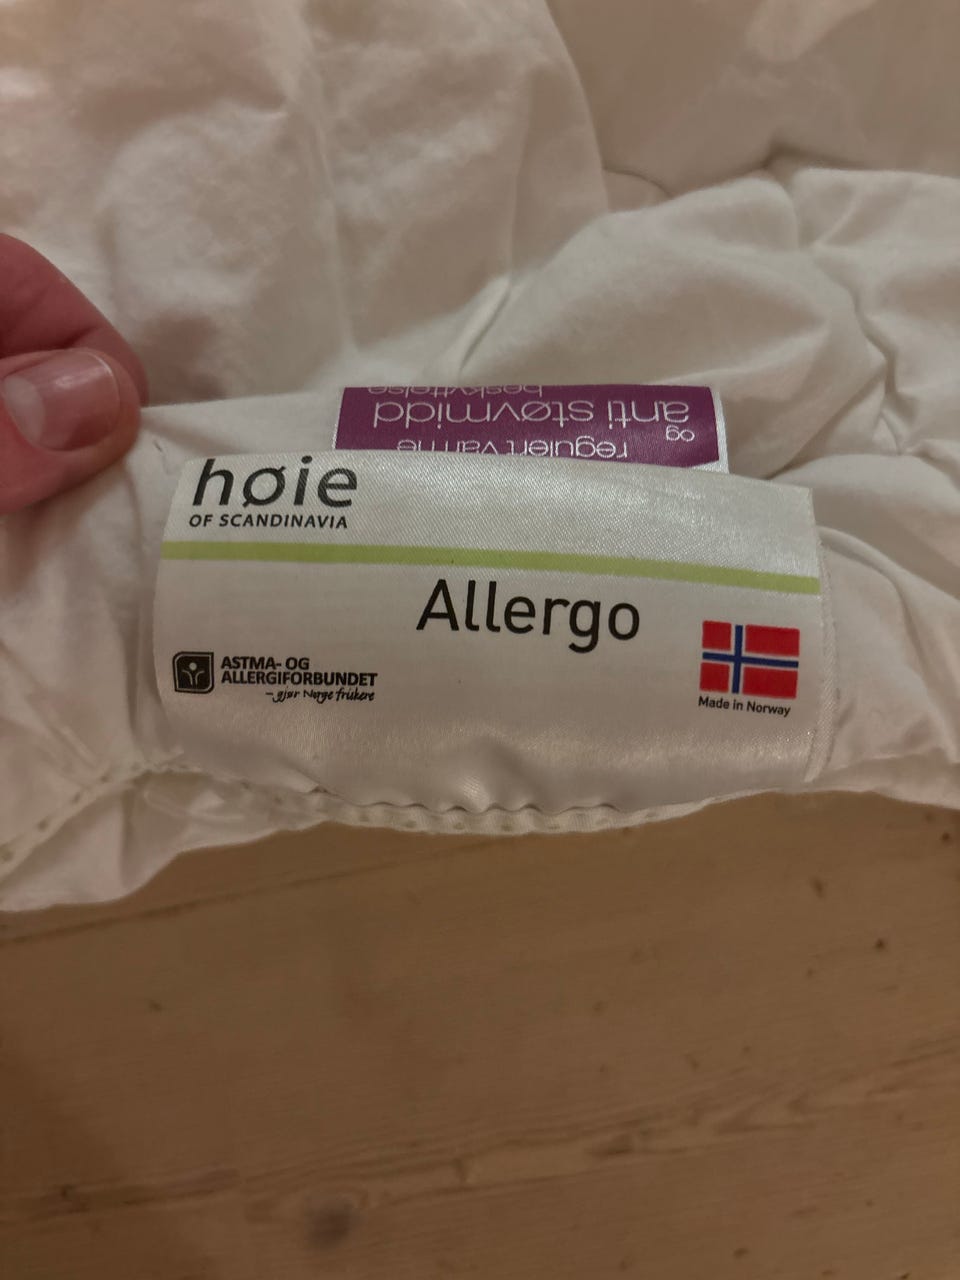 regulert varme
og
anti støvmidd
beskyttelse
høie
OF SCANDINAVIA
Allergo
ASTMA- OG
ALLERGIFORBUNDET
– gjør Norge friskere
Made in Norway